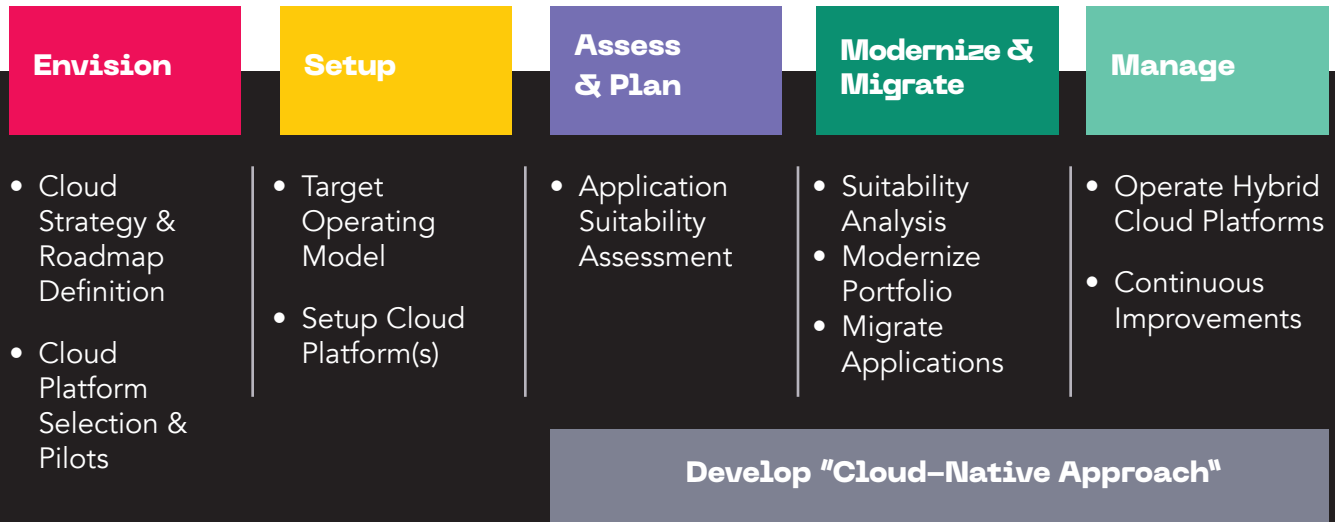 Envision
Setup
Assess
& Plan
Modernize &
Migrate
Manage
• Cloud
Strategy &
Roadmap
Definition
• Cloud
Platform
Selection &
Pilots
• Target
Operating
Model
• Setup Cloud
Platform(s)
• Application
Suitability
Assessment
• Suitability
Analysis
• Modernize
Portfolio
• Migrate
Applications
• Operate Hybrid
Cloud Platforms
• Continuous
Improvements
Develop "Cloud-Native Approach"